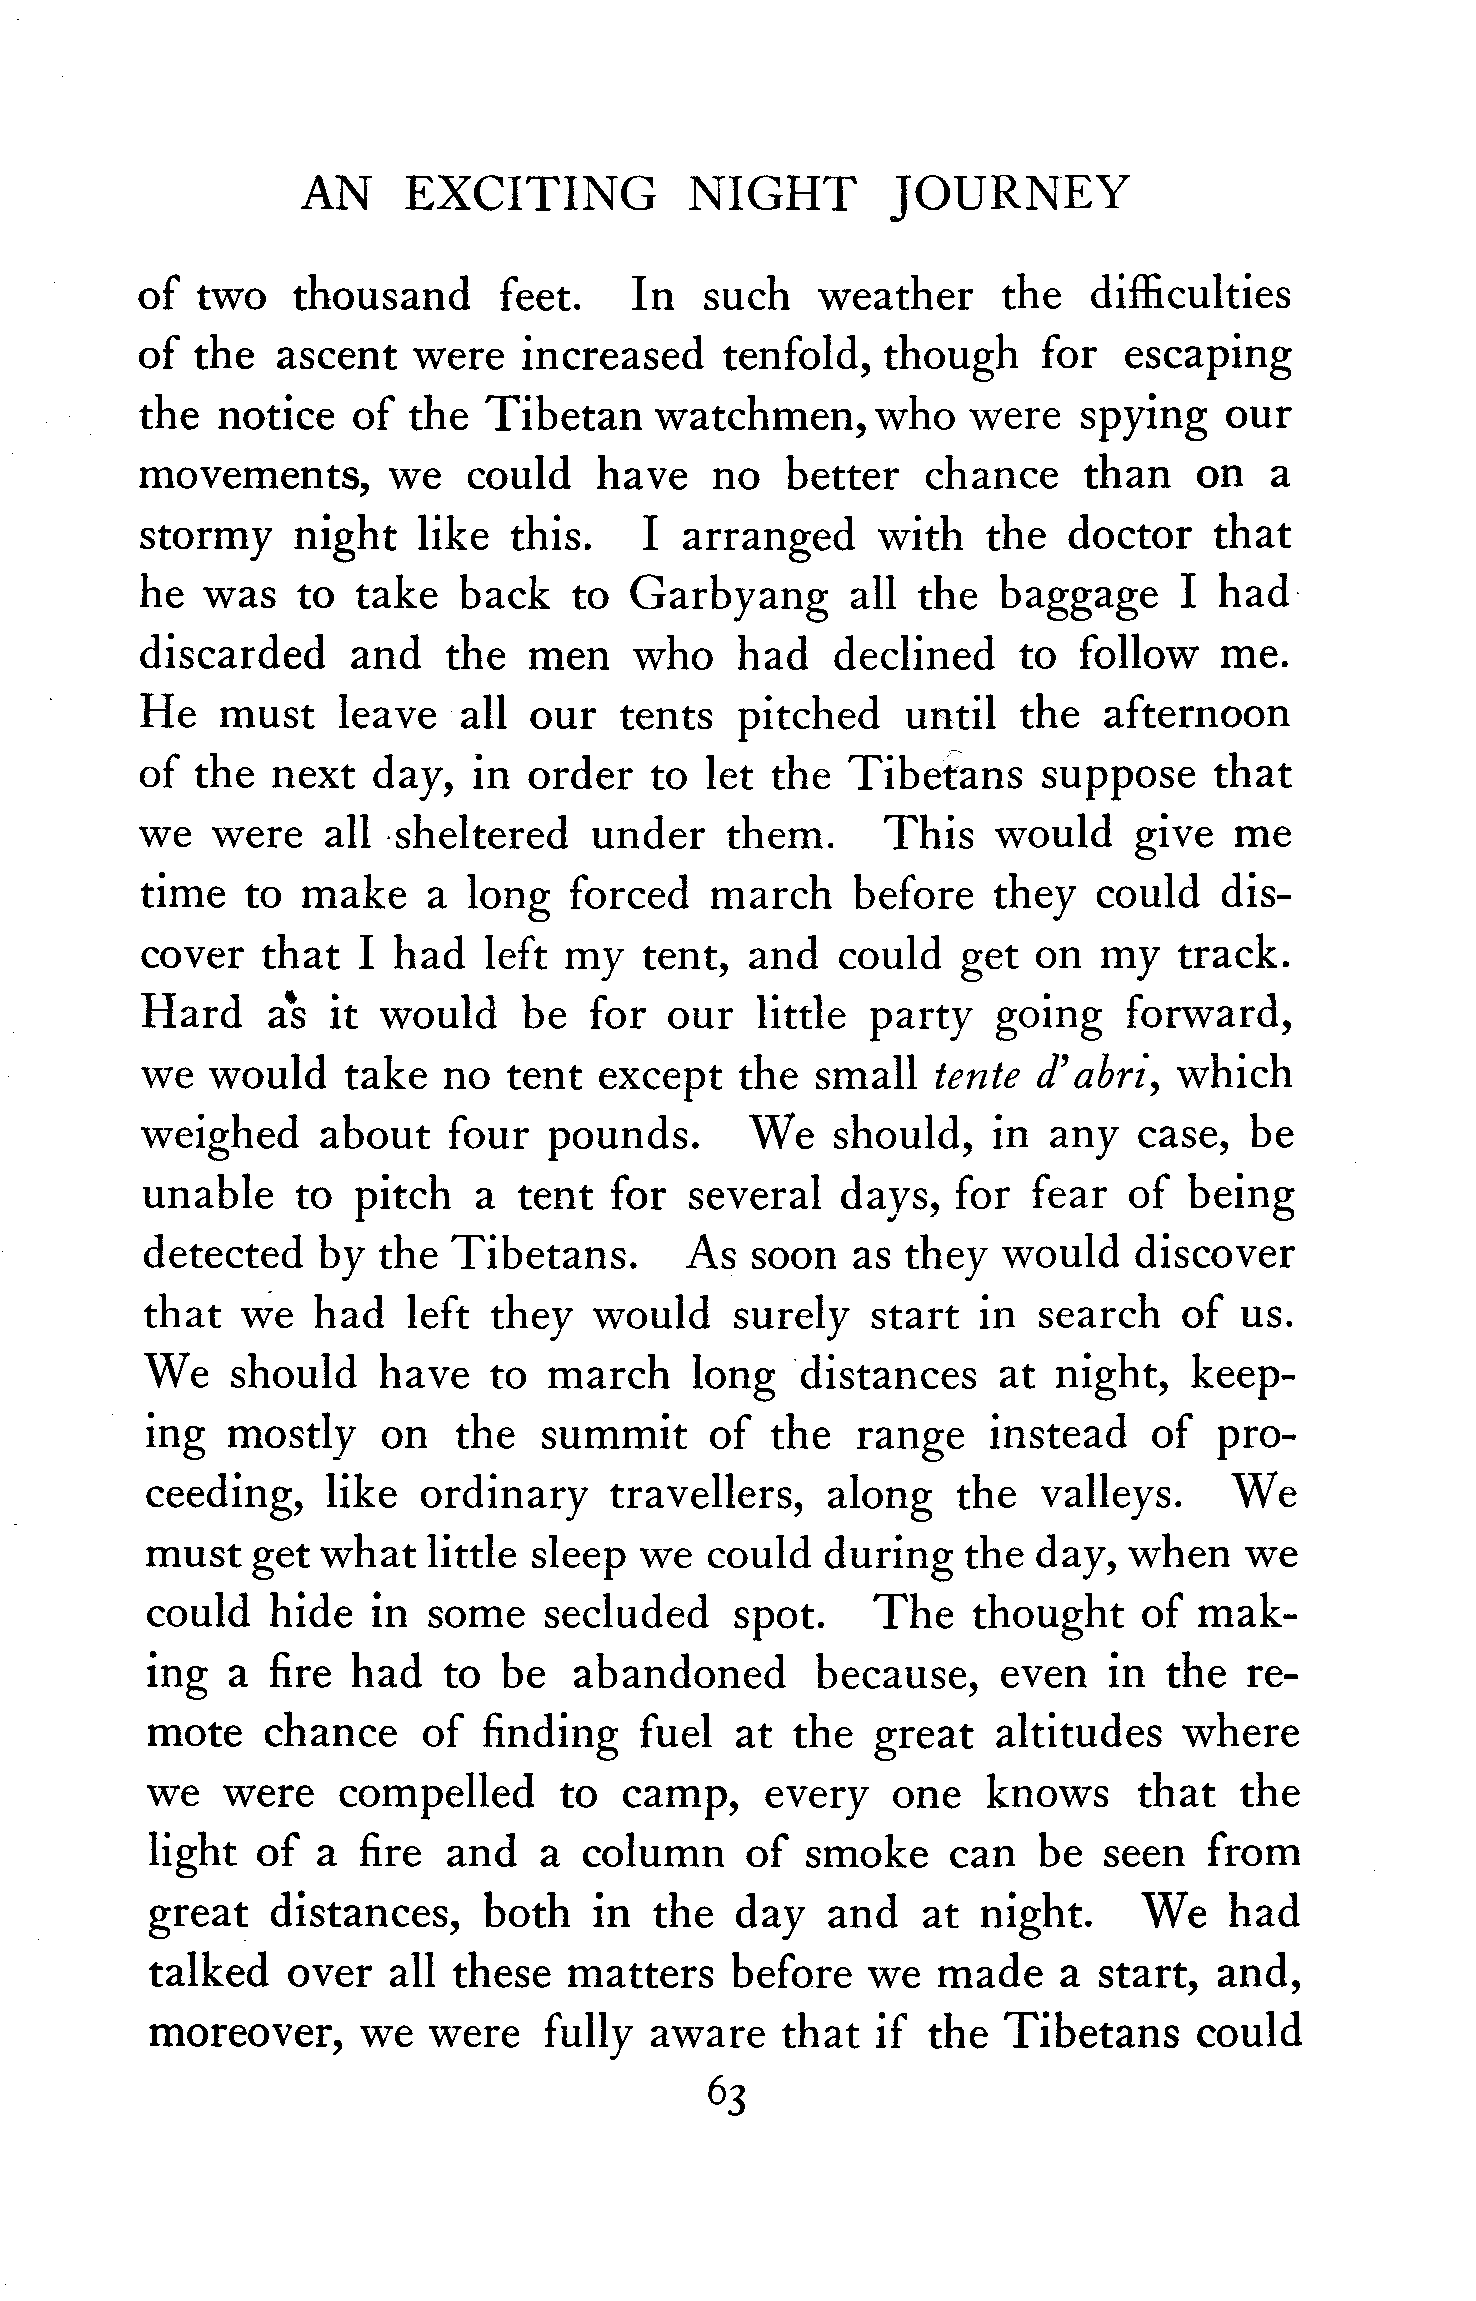 AN EXCITING NIGHT JOURNEY
of two thousand feet. In such weather the difficulties
of the ascent were increased tenfold, though for escaping
the notice of the Tibetan watchmen, who were spying our
movements, we could have no better chance than on a
stormy night like this. I arranged with the doctor that
he was to take back to Garbyang all the baggage I had
discarded and the men who had declined to follow me.
He must leave all our tents pitched until the afternoon
of the next day, in order to let the Tibetans suppose that
we were all sheltered under them. This would give me
time to make a long forced march before they could dis-
cover that I had left my tent, and could get on my track.
Hard as it would be for our little party going forward,
we would take no tent except the small tente d'abri, which
weighed about four pounds. We should, in any case, be
unable to pitch a tent for several days, for fear of being
detected by the Tibetans. As soon as they would discover
that we had left they would surely start in search of us.
We should have to march long distances at night, keep-
ing mostly on the summit of the range instead of pro-
ceeding, like ordinary travellers, along the valleys. We
must get what little sleep we could during the day, when we
could hide in some secluded spot. The thought of mak-
ing a fire had to be abandoned because, even in the re-
mote chance of finding fuel at the great altitudes where
we were compelled to camp, every one knows that the
light of a fire and a column of smoke can be seen from
great distances, both in the day and at night. We had
talked over all these matters before we made a start, and,
moreover, we were fully aware that if the Tibetans could
63